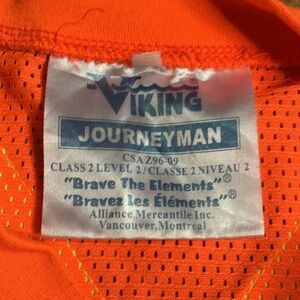 VIKING
JOURNEYMAN
CSA Z96-09
CLASS 2 LEVEL 2/CLASSE 2 NIVEAU 2
"Brave The Elements"®
"Bravez Les Éléments"®
Alliance Mercantile Inc.
Vancouver, Montreal